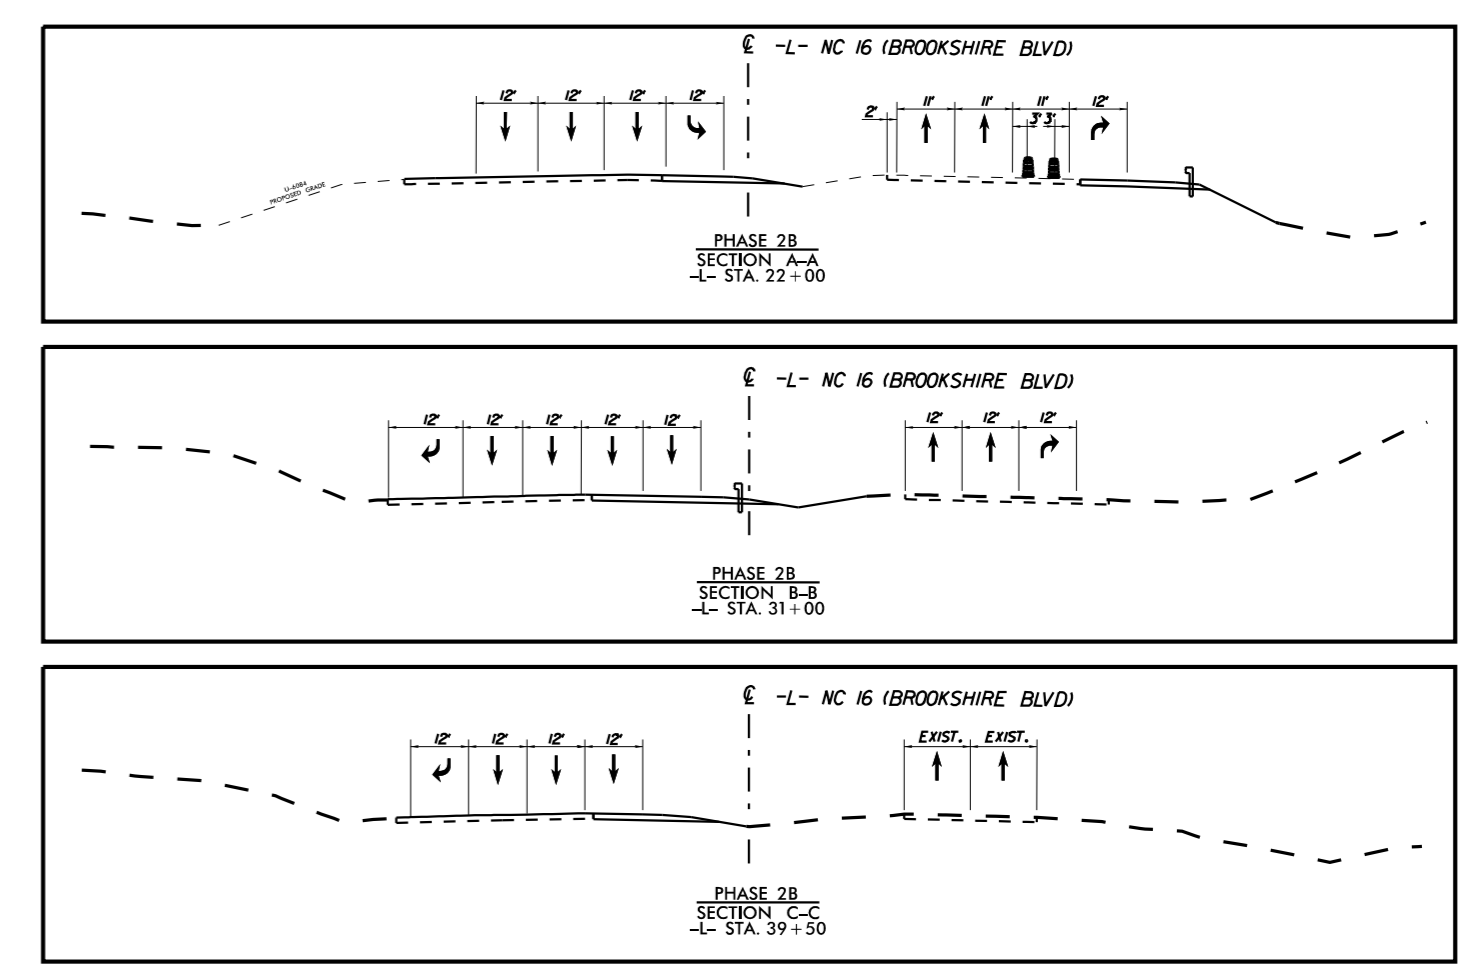 ℄ -L- NC 16 (BROOKSHIRE BLVD)
12' 12' 12' 12' 2' 11' 11' 11' 12'
3' 3'
U-6084
PROPOSED GRADE
PHASE 2B
SECTION A-A
-L- STA. 22+00
℄ -L- NC 16 (BROOKSHIRE BLVD)
12' 12' 12' 12' 12' 12' 12' 12'
PHASE 2B
SECTION B-B
-L- STA. 31+00
℄ -L- NC 16 (BROOKSHIRE BLVD)
12' 12' 12' 12' EXIST. EXIST.
PHASE 2B
SECTION C-C
-L- STA. 39+50